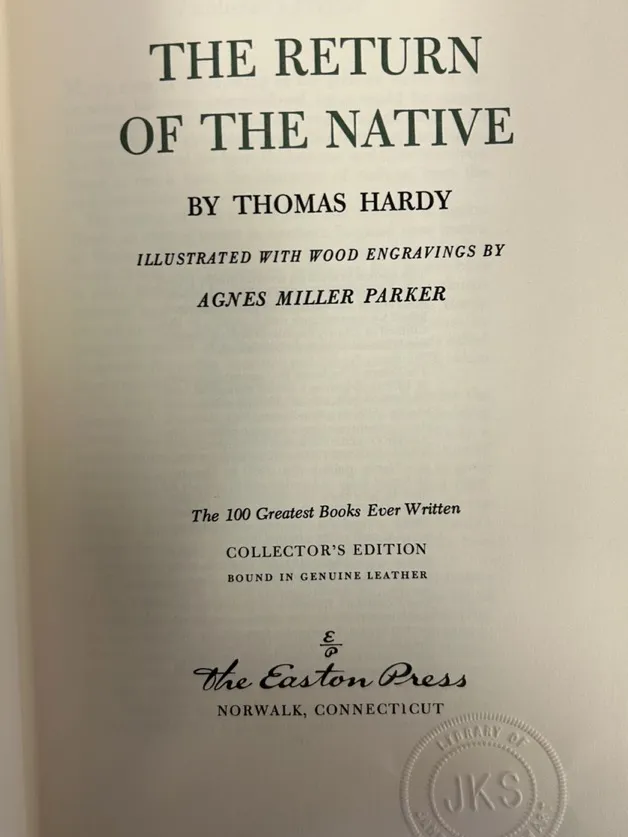 THE RETURN
OF THE NATIVE
BY THOMAS HARDY
ILLUSTRATED WITH WOOD ENGRAVINGS BY
AGNES MILLER PARKER
The 100 Greatest Books Ever Written
COLLECTOR'S EDITION
BOUND IN GENUINE LEATHER
E
P
The Easton Press
NORWALK, CONNECTICUT
LIBRARY OF
JKS